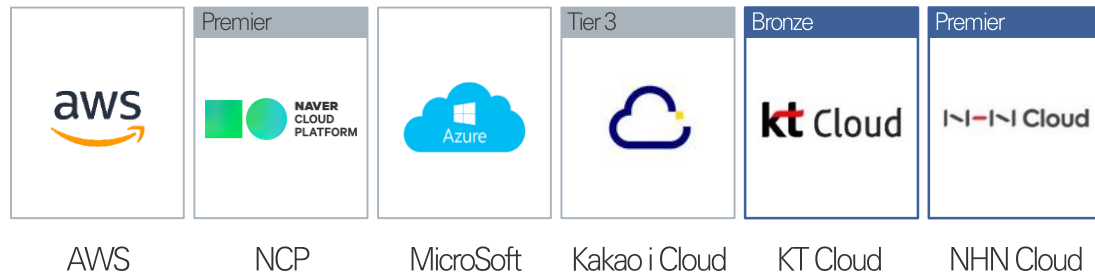 Premier
Tier 3
Bronze
Premier
aws
NAVER
CLOUD
PLATFORM
Azure
kt Cloud
NHN Cloud
AWS
NCP
MicroSoft
Kakao i Cloud
KT Cloud
NHN Cloud